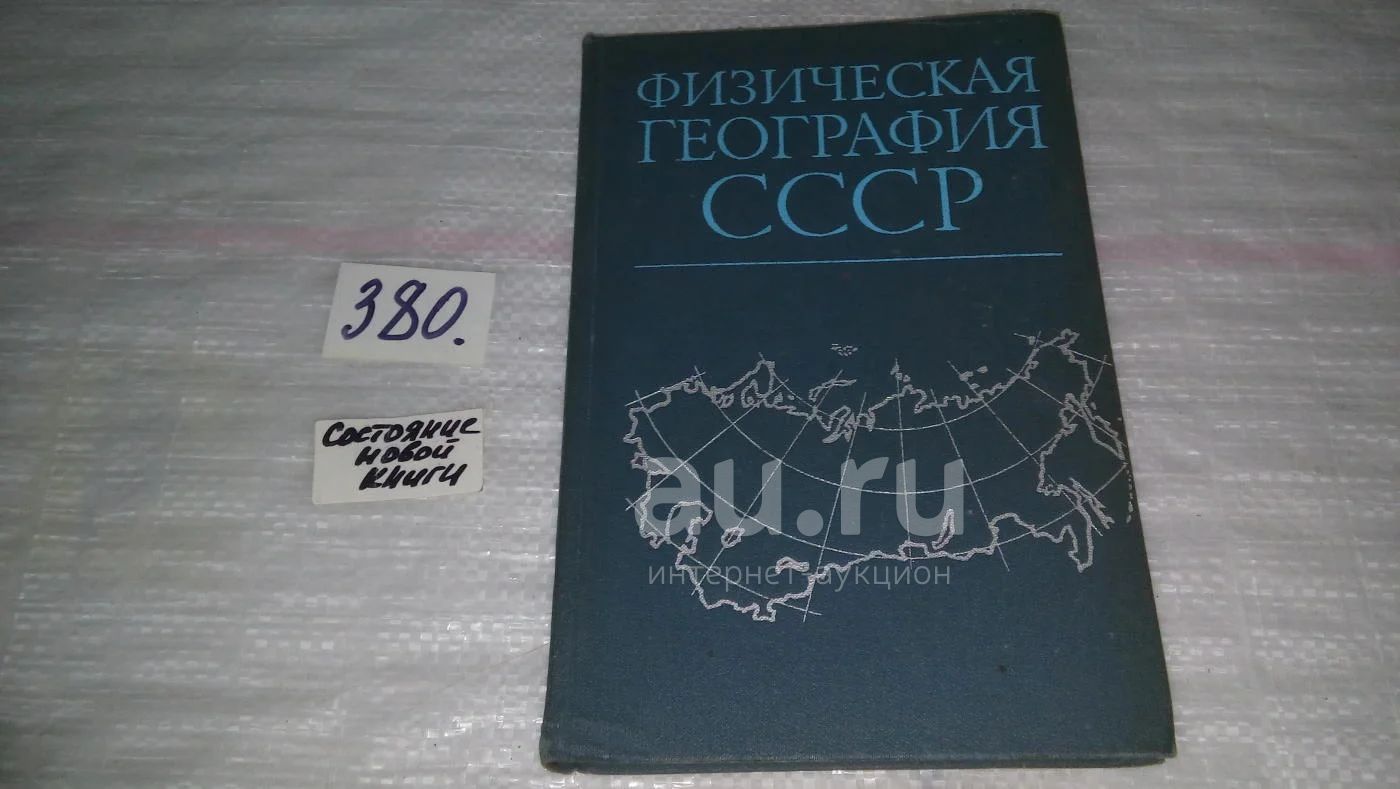 ФИЗИЧЕСКАЯ
ГЕОГРАФИЯ
СССР
380.
Состояние
новой
книги
au.ru
интернет-аукцион